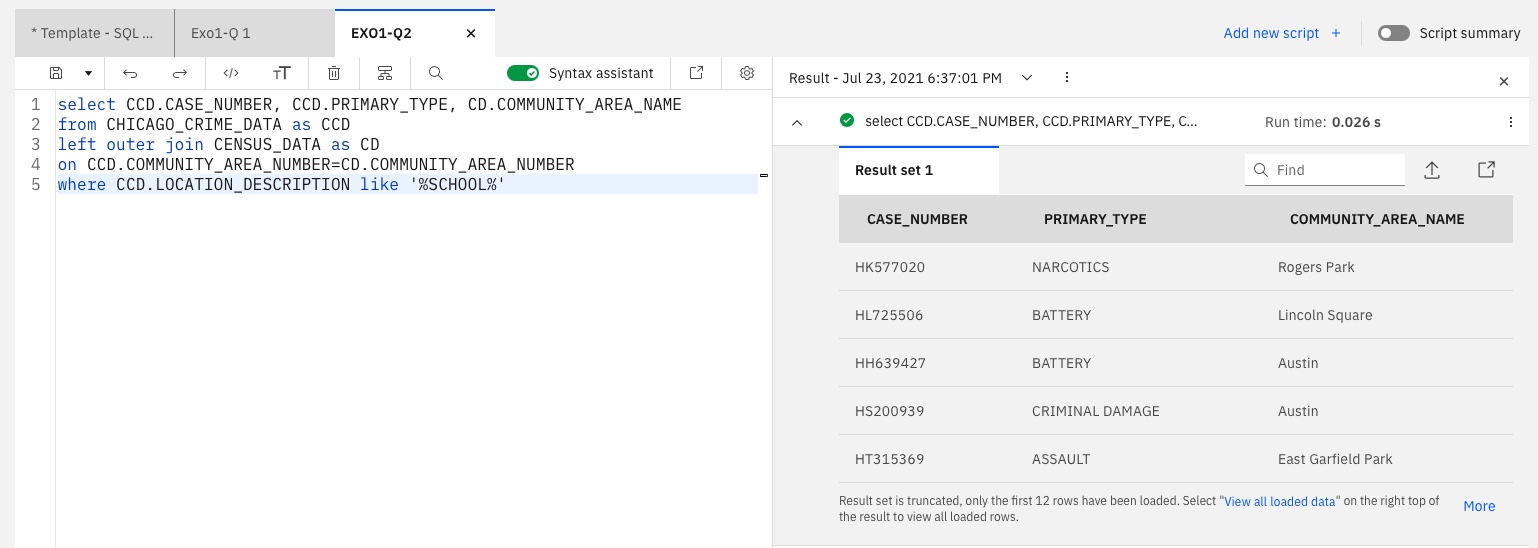 * Template - SQL ...
Exo1-Q 1
EXO1-Q2
Add new script +
Script summary
Syntax assistant
1 select CCD.CASE_NUMBER, CCD.PRIMARY_TYPE, CD.COMMUNITY_AREA_NAME
2 from CHICAGO_CRIME_DATA as CCD
3 left outer join CENSUS_DATA as CD
4 on CCD.COMMUNITY_AREA_NUMBER=CD.COMMUNITY_AREA_NUMBER
5 where CCD.LOCATION_DESCRIPTION like '%SCHOOL%'
Result - Jul 23, 2021 6:37:01 PM
select CCD.CASE_NUMBER, CCD.PRIMARY_TYPE, C... Run time: 0.026 s
Result set 1
Find
CASE_NUMBER PRIMARY_TYPE COMMUNITY_AREA_NAME
HK577020 NARCOTICS Rogers Park
HL725506 BATTERY Lincoln Square
HH639427 BATTERY Austin
HS200939 CRIMINAL DAMAGE Austin
HT315369 ASSAULT East Garfield Park
Result set is truncated, only the first 12 rows have been loaded. Select "View all loaded data" on the right top of
the result to view all loaded rows.
More